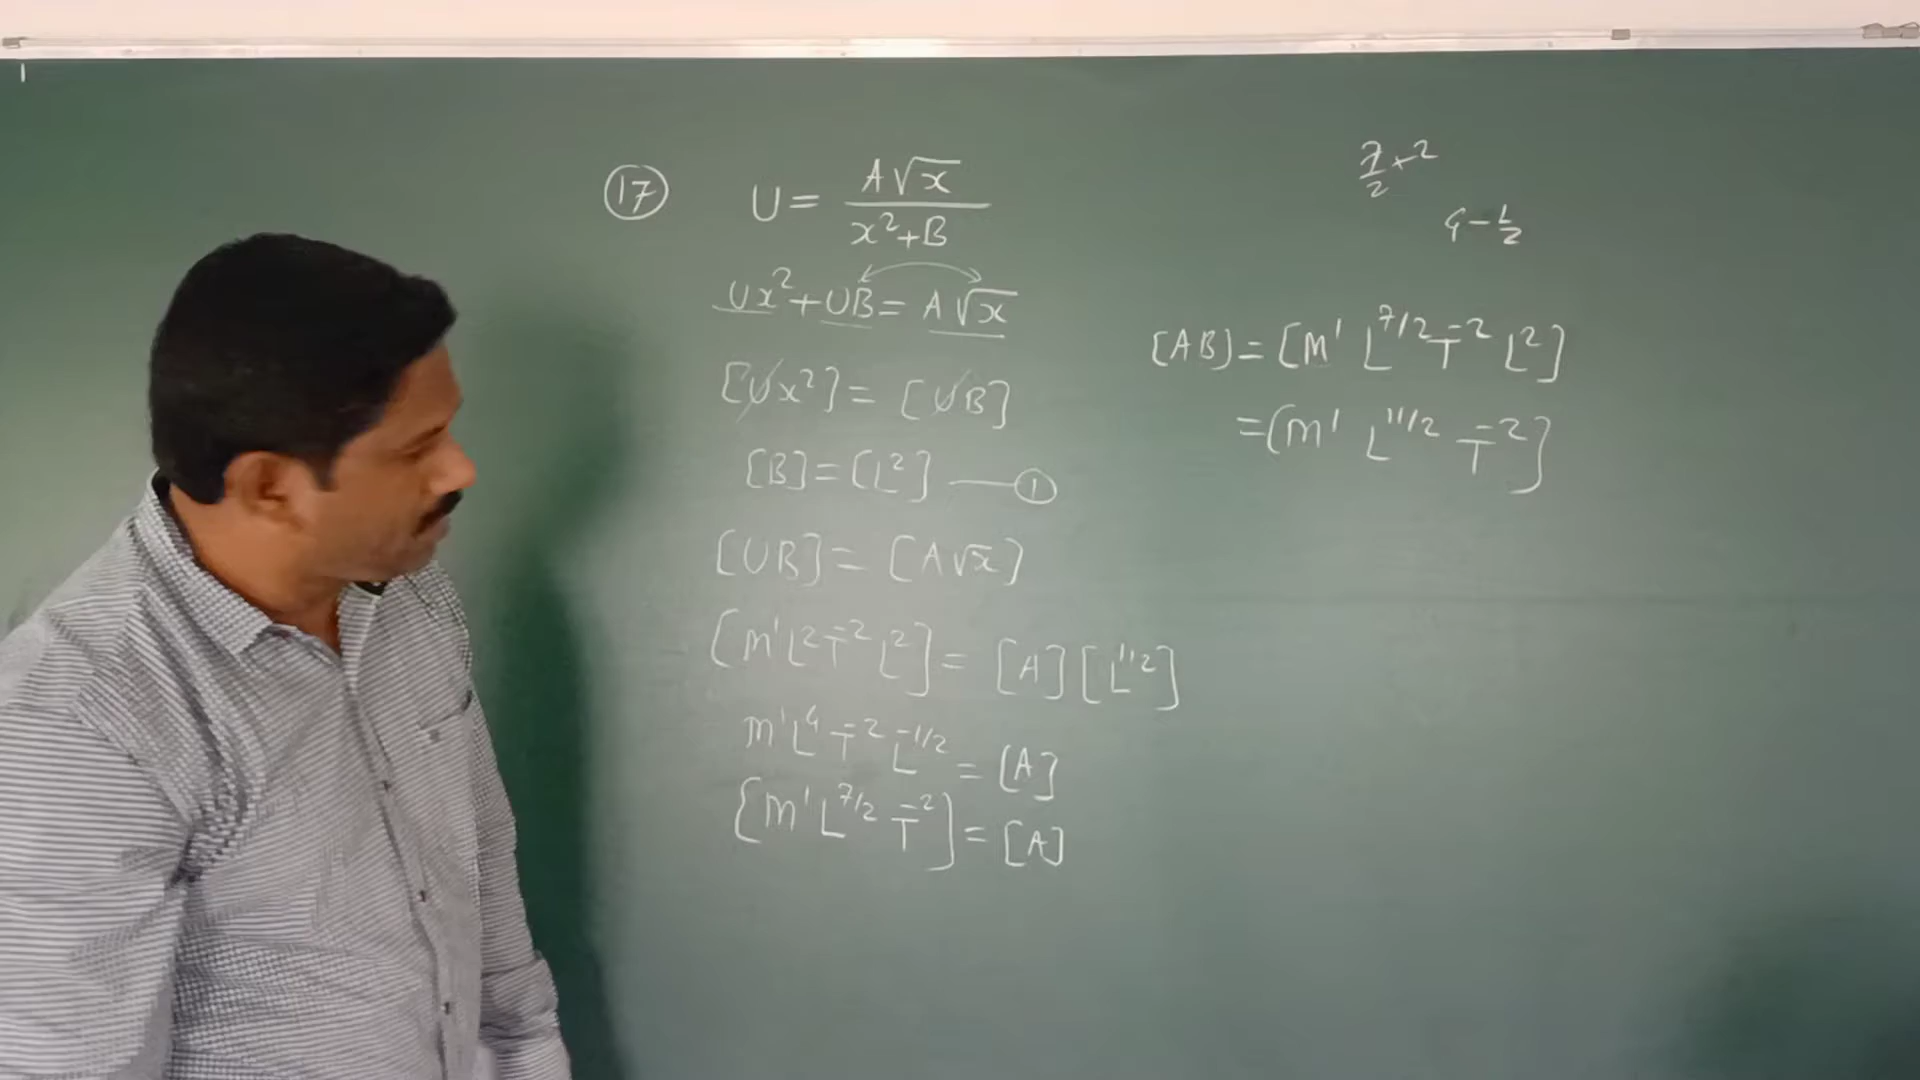 (17) U = A√x / x²+B
Ux²+UB = A√x
[Ux²] = [UB]
[B] = [L²] —— (1)
[UB] = [A√x]
[M¹L²T⁻²L²] = [A][L^1/2]
M¹L⁴T⁻²L^-1/2 = [A]
[M¹L^7/2 T⁻²] = [A]
7/2+2
4-1/2
[AB] = [M¹ L^7/2 T⁻² L²]
= [M¹ L^11/2 T⁻²]